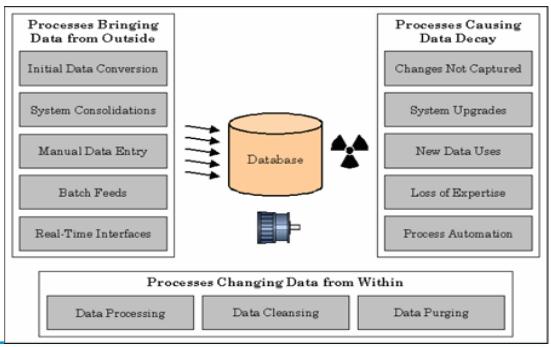 Processes Bringing
Data from Outside
Initial Data Conversion
System Consolidations
Manual Data Entry
Batch Feeds
Real-Time Interfaces
Database
Processes Causing
Data Decay
Changes Not Captured
System Upgrades
New Data Uses
Loss of Expertise
Process Automation
Processes Changing Data from Within
Data Processing
Data Cleansing
Data Purging